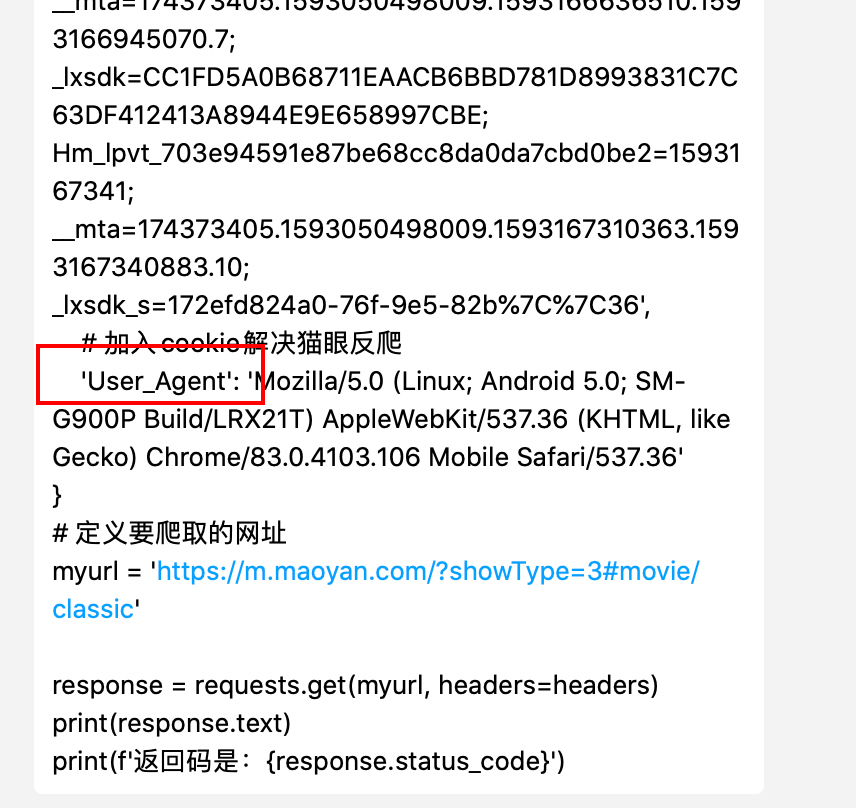 __mta=174373405.1593050498009.1593166636510.159
3166945070.7;
_lxsdk=CC1FD5A0B68711EAACB6BBD781D8993831C7C
63DF412413A8944E9E658997CBE;
Hm_lpvt_703e94591e87be68cc8da0da7cbd0be2=1593
167341;
__mta=174373405.1593050498009.1593167310363.159
3167340883.10;
_lxsdk_s=172efd824a0-76f-9e5-82b%7C%7C36',
# 加入 cookie解决猫眼反爬
'User_Agent': 'Mozilla/5.0 (Linux; Android 5.0; SM-
G900P Build/LRX21T) AppleWebKit/537.36 (KHTML, like
Gecko) Chrome/83.0.4103.106 Mobile Safari/537.36'
}
# 定义要爬取的网址
myurl = 'https://m.maoyan.com/?showType=3#movie/
classic'
response = requests.get(myurl, headers=headers)
print(response.text)
print(f'返回码是：{response.status_code}')